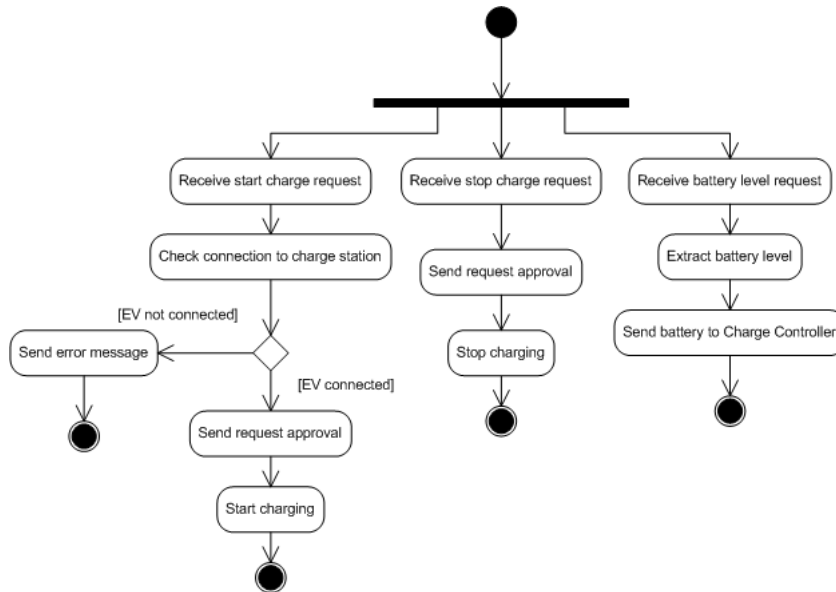 Receive start charge request
Receive stop charge request
Receive battery level request
Check connection to charge station
Send request approval
Extract battery level
[EV not connected]
Send error message
Stop charging
Send battery to Charge Controller
[EV connected]
Send request approval
Start charging